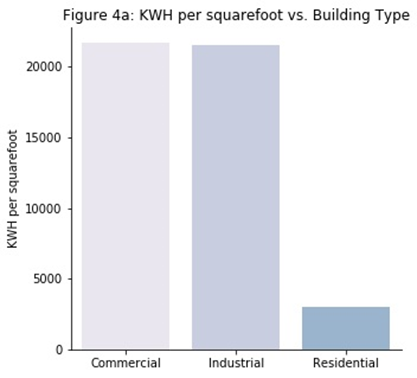 Figure 4a: KWH per squarefoot vs. Building Type
KWH per squarefoot
20000
15000
10000
5000
0
Commercial Industrial Residential